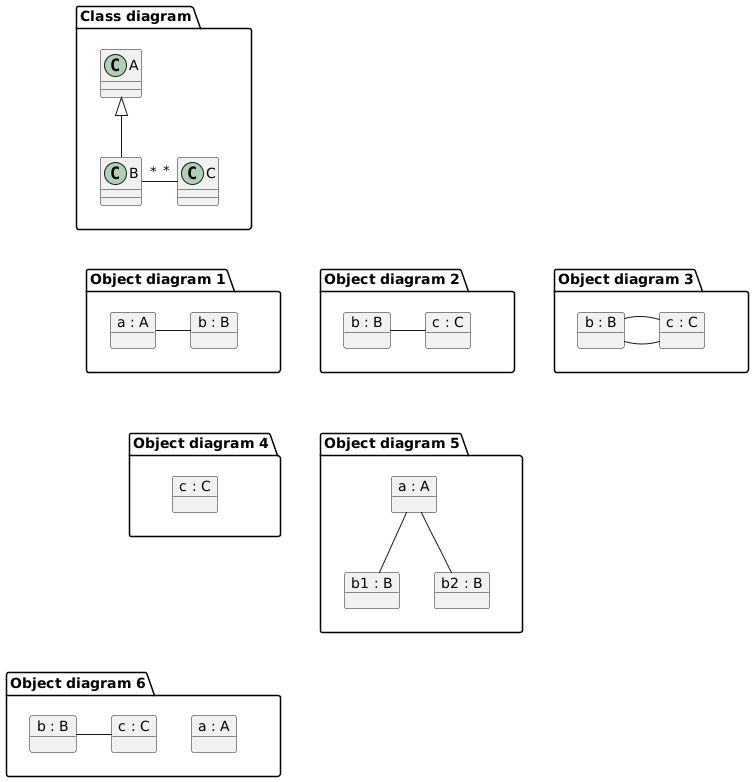 Class diagram
C A
C B * * C C
Object diagram 1
a : A b : B
Object diagram 2
b : B c : C
Object diagram 3
b : B c : C
Object diagram 4
c : C
Object diagram 5
a : A
b1 : B b2 : B
Object diagram 6
b : B c : C a : A